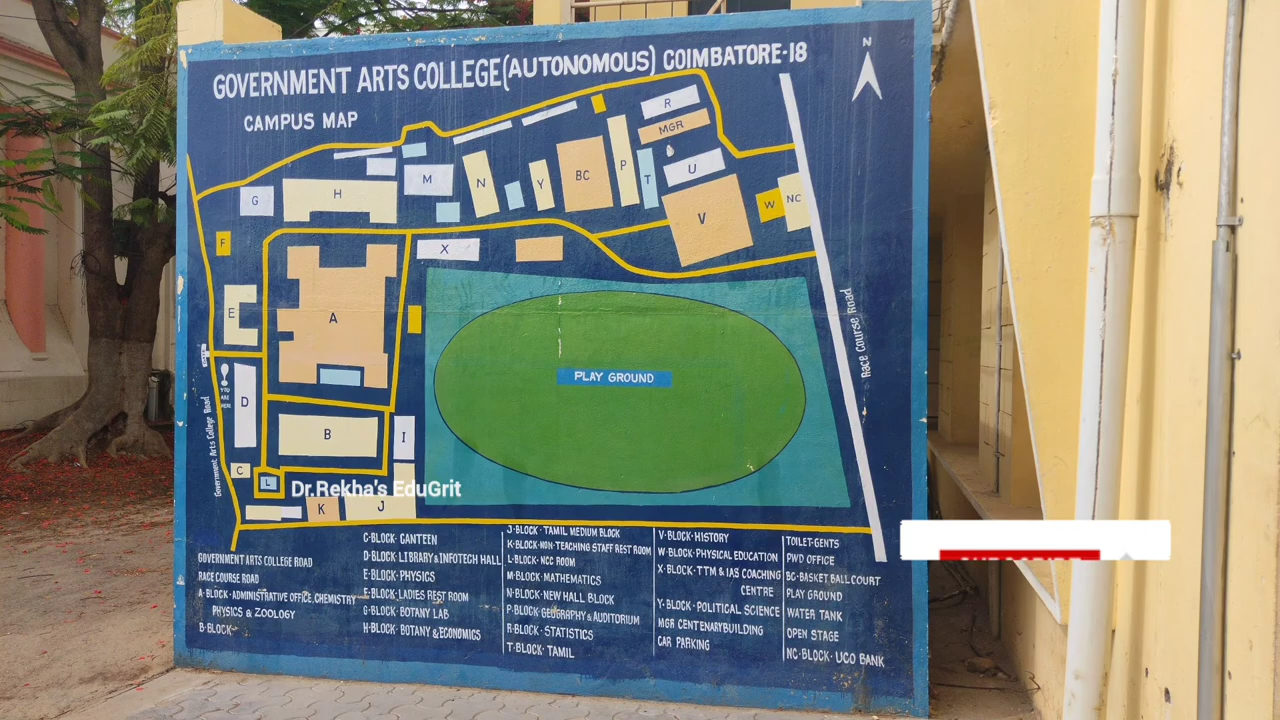 GOVERNMENT ARTS COLLEGE (AUTONOMOUS) COIMBATORE-18
CAMPUS MAP
N
R
MGR
G
H
M
N
Y
BC
P
T
U
V
W
NC
F
X
E
A
PLAY GROUND
Race Course Road
YOU
ARE
HERE
D
B
I
Government Arts College Road
C
L
Dr.Rekha's EduGrit
K
J
GOVERNMENT ARTS COLLEGE ROAD
RACE COURSE ROAD
A-BLOCK-ADMINISTRATIVE OFFICE, CHEMISTRY
PHYSICS & ZOOLOGY
B-BLOCK-
C-BLOCK- CANTEEN
D-BLOCK-LIBRARY & INFOTECH HALL
E-BLOCK-PHYSICS
F-BLOCK-LADIES REST ROOM
G-BLOCK-BOTANY LAB
H-BLOCK- BOTANY & ECONOMICS
J-BLOCK-TAMIL MEDIUM BLOCK
K-BLOCK-NON-TEACHING STAFF REST ROOM
L-BLOCK-NCC ROOM
M-BLOCK-MATHEMATICS
N-BLOCK-NEW HALL BLOCK
P-BLOCK-GEOGRAPHY & AUDITORIUM
R-BLOCK-STATISTICS
T-BLOCK-TAMIL
V-BLOCK-HISTORY
W-BLOCK-PHYSICAL EDUCATION
X-BLOCK-TTM & IAS COACHING
CENTRE
Y-BLOCK-POLITICAL SCIENCE
MGR CENTENARYBUILDING
CAR PARKING
TOILET-GENTS
PWD OFFICE
BC-BASKET BALL COURT
PLAY GROUND
WATER TANK
OPEN STAGE
NC-BLOCK-UCO BANK